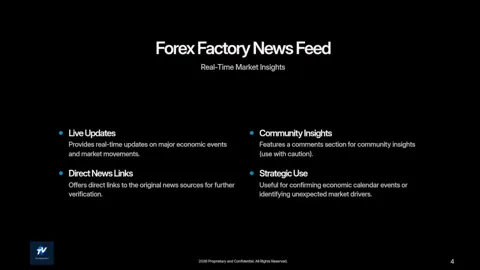 Forex Factory News Feed
Real-Time Market Insights
Live Updates
Provides real-time updates on major economic events
and market movements.
Direct News Links
Offers direct links to the original news sources for further
verification.
Community Insights
Features a comments section for community insights
(use with caution).
Strategic Use
Useful for confirming economic calendar events or
identifying unexpected market drivers.
TV
2026 Proprietary and Confidential. All Rights Reserved.
4